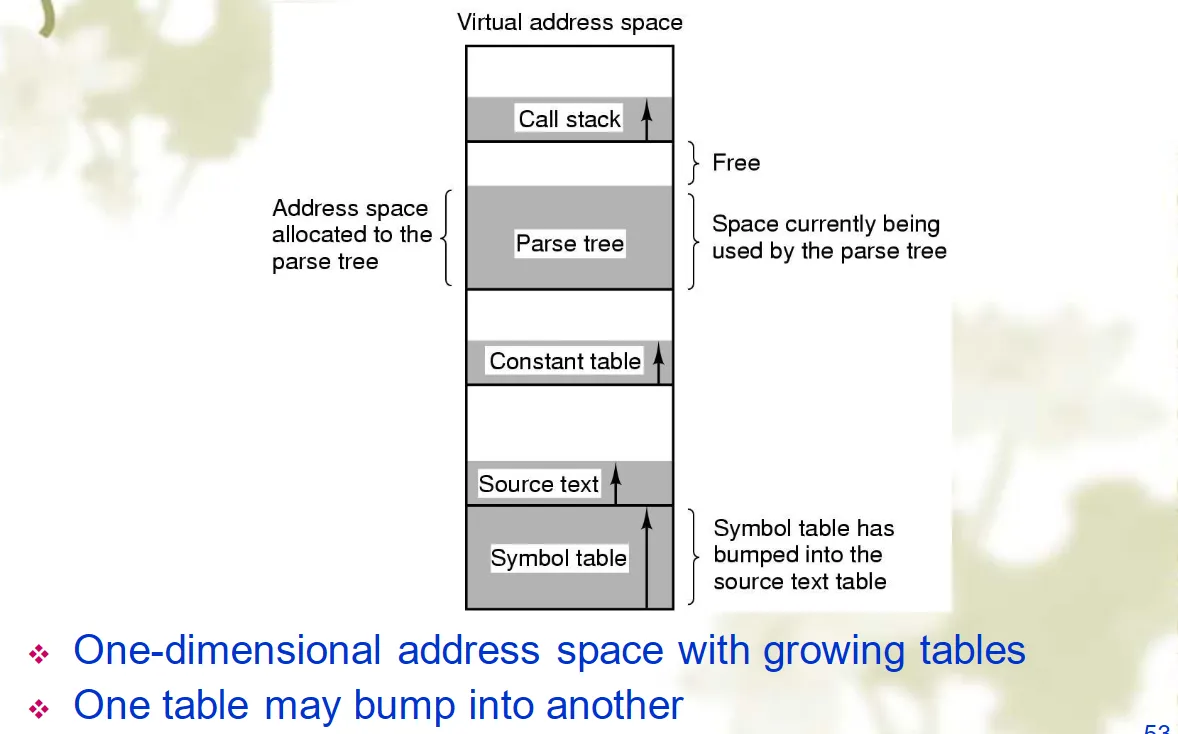 Virtual address space
Call stack
Free
Address space
allocated to the
parse tree
Parse tree
Space currently being
used by the parse tree
Constant table
Source text
Symbol table
Symbol table has
bumped into the
source text table
One-dimensional address space with growing tables
One table may bump into another
53